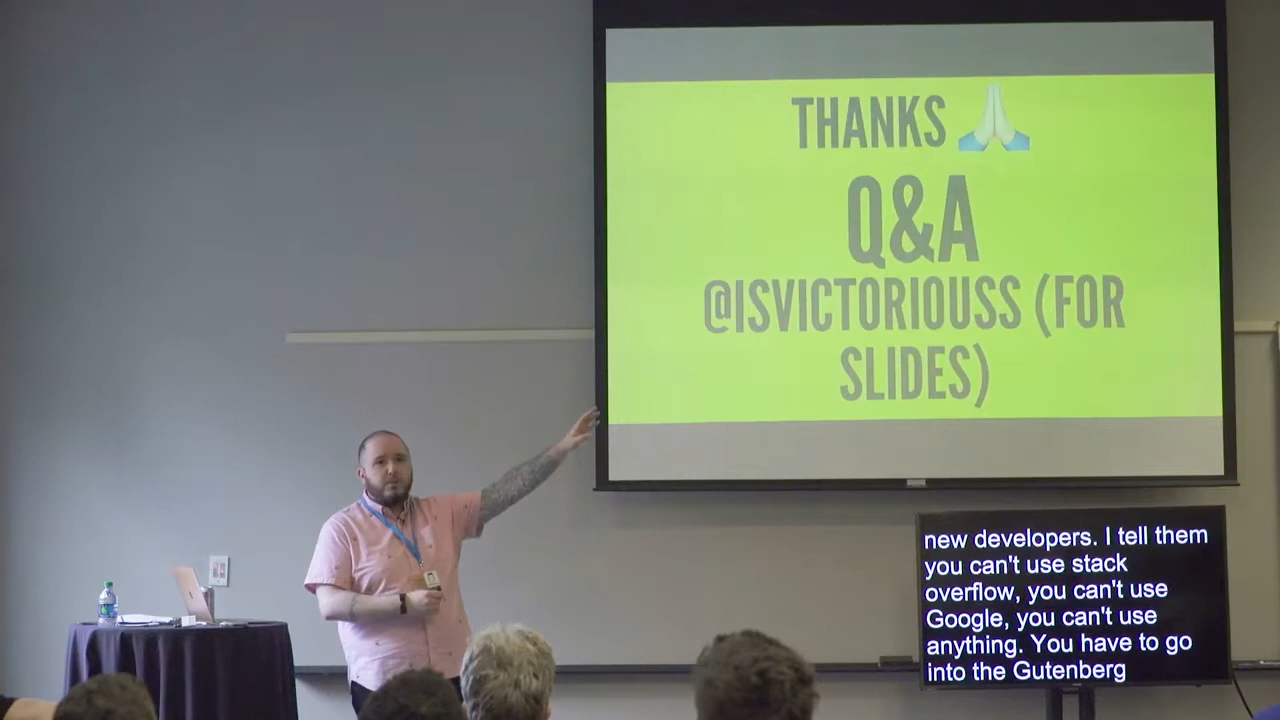 THANKS 🙏
Q&A
@ISVICTORIOUSS (FOR
SLIDES)
new developers. I tell them
you can't use stack
overflow, you can't use
Google, you can't use
anything. You have to go
into the Gutenberg